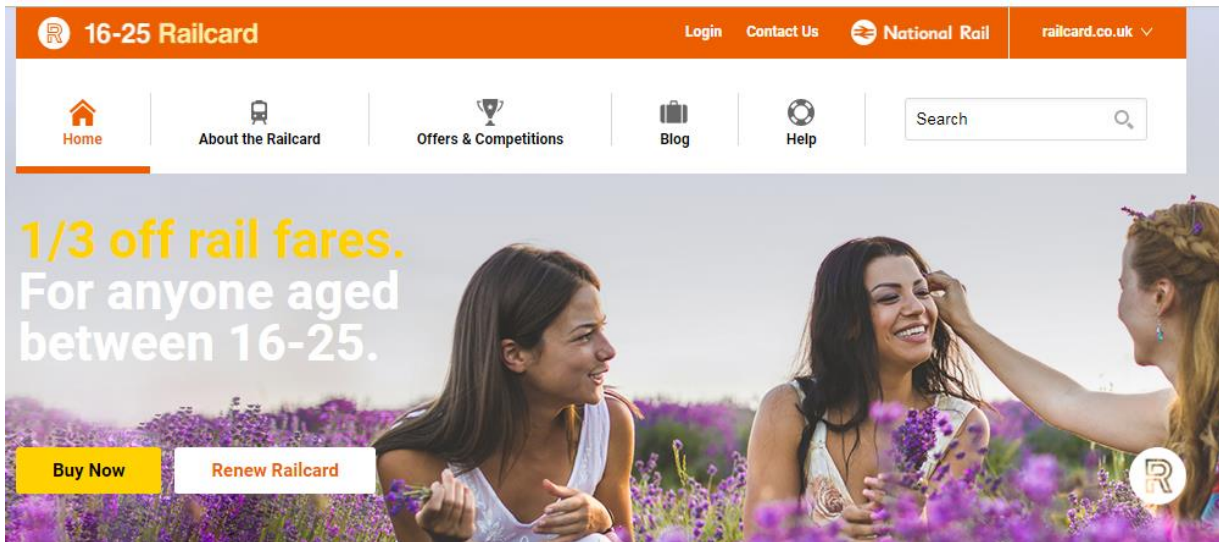 16-25 Railcard
Login Contact Us National Rail railcard.co.uk
Home About the Railcard Offers & Competitions Blog Help Search
1/3 off rail fares.
For anyone aged
between 16-25.
Buy Now Renew Railcard